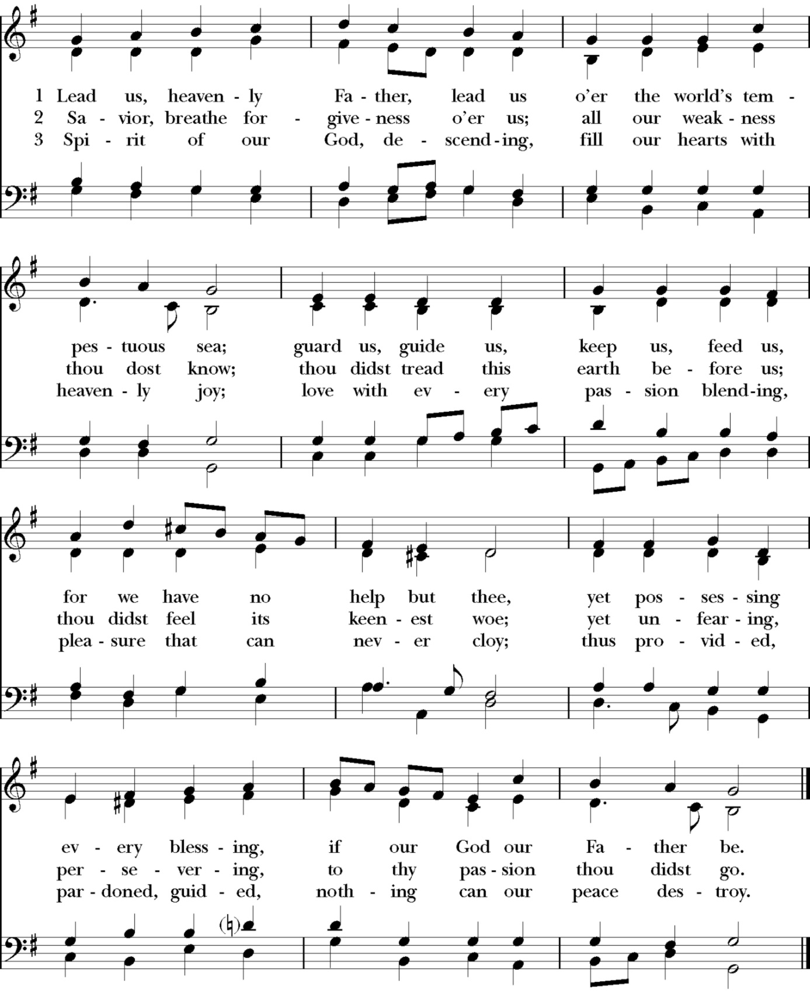 1 Lead us, heaven - ly Fa - ther, lead us o’er the world’s tem -
2 Sa - vior, breathe for - give - ness o’er us; all our weak - ness
3 Spi - rit of our God, de - scend - ing, fill our hearts with
pes - tuous sea; guard us, guide us, keep us, feed us,
thou dost know; thou didst tread this earth be - fore us;
heaven - ly joy; love with ev - ery pas - sion blend - ing,
for we have no help but thee, yet pos - ses - sing
thou didst feel its keen - est woe; yet un - fear - ing,
plea - sure that can nev - er cloy; thus pro - vid - ed,
ev - ery bless - ing, if our God our Fa - ther be.
per - se - ver - ing, to thy pas - sion thou didst go.
par - doned, guid - ed, noth - ing can our peace des - troy.